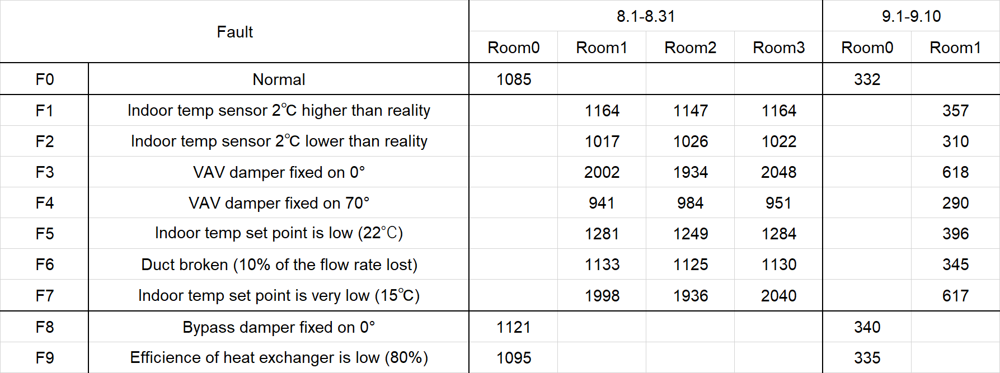 Fault 8.1-8.31 9.1-9.10
Room0 Room1 Room2 Room3 Room0 Room1
F0 Normal 1085 332
F1 Indoor temp sensor 2℃ higher than reality 1164 1147 1164 357
F2 Indoor temp sensor 2℃ lower than reality 1017 1026 1022 310
F3 VAV damper fixed on 0° 2002 1934 2048 618
F4 VAV damper fixed on 70° 941 984 951 290
F5 Indoor temp set point is low (22℃) 1281 1249 1284 396
F6 Duct broken (10% of the flow rate lost) 1133 1125 1130 345
F7 Indoor temp set point is very low (15℃) 1998 1936 2040 617
F8 Bypass damper fixed on 0° 1121 340
F9 Efficience of heat exchanger is low (80%) 1095 335